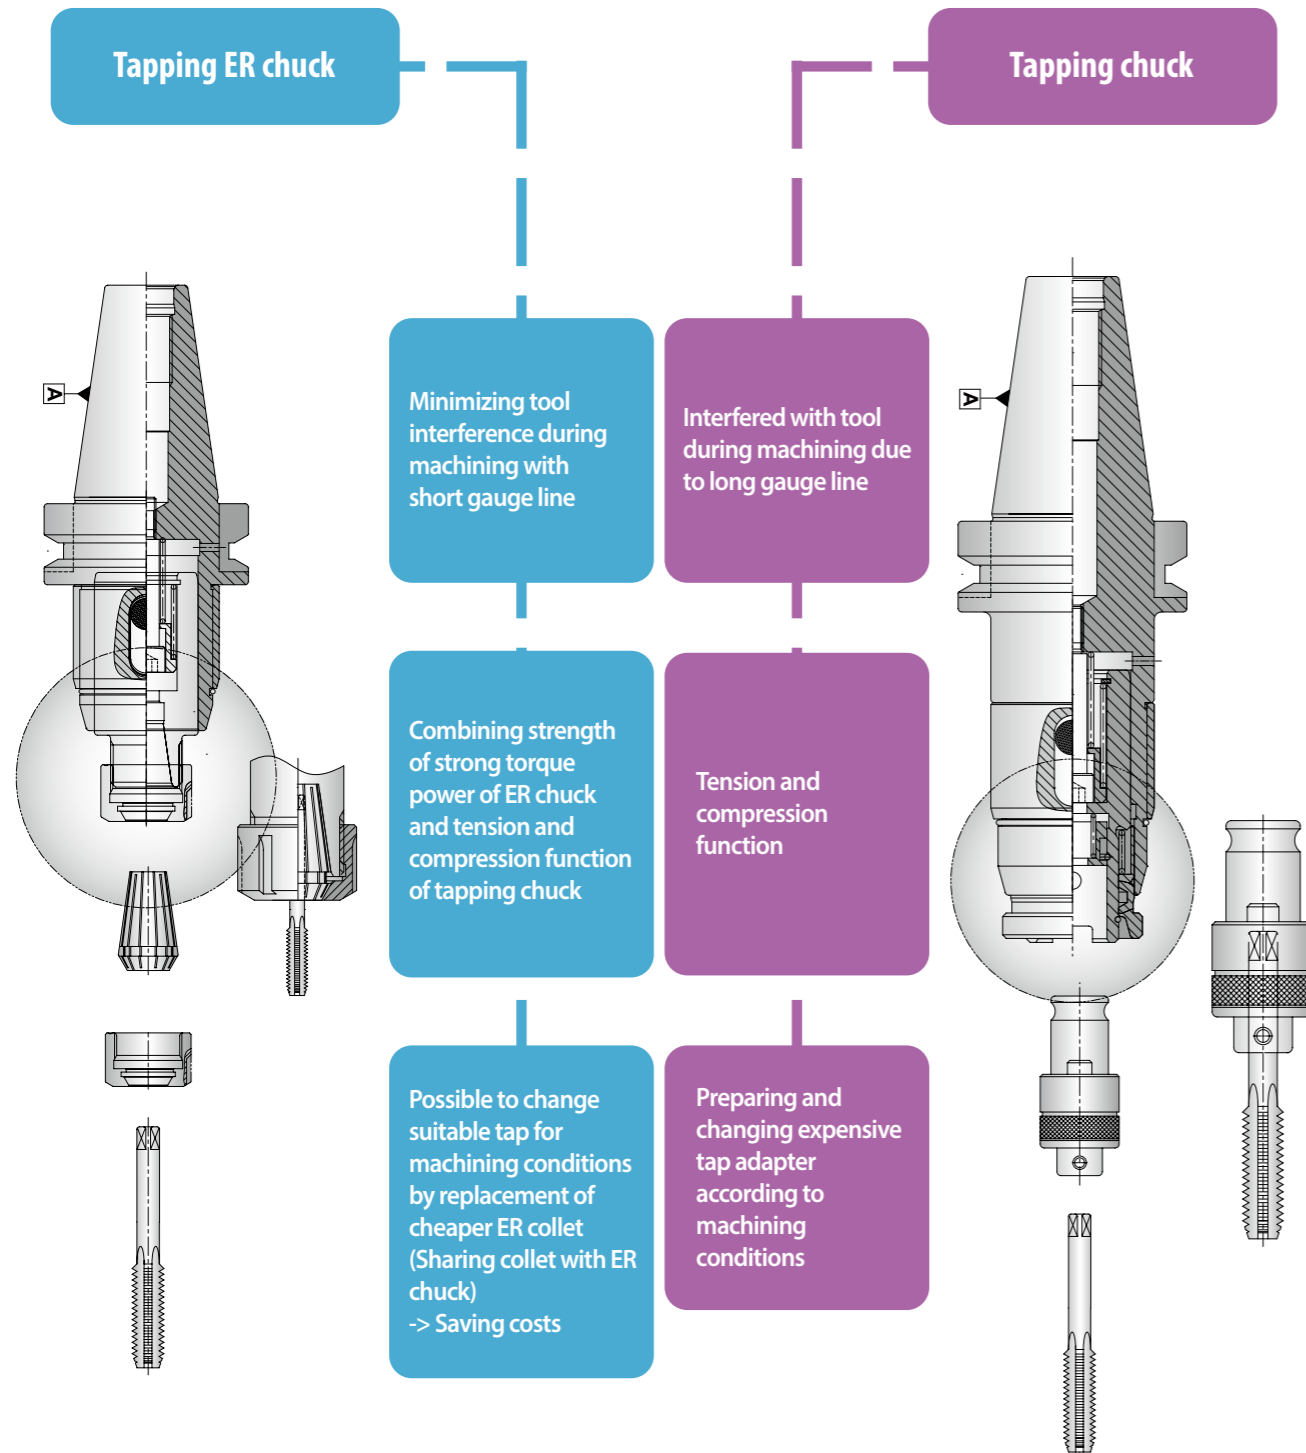 Tapping ER chuck
Tapping chuck
A
Minimizing tool
interference during
machining with
short gauge line
Interfered with tool
during machining due
to long gauge line
A
Combining strength
of strong torque
power of ER chuck
and tension and
compression function
of tapping chuck
Tension and
compression
function
Possible to change
suitable tap for
machining conditions
by replacement of
cheaper ER collet
(Sharing collet with ER
chuck)
-> Saving costs
Preparing and
changing expensive
tap adapter
according to
machining
conditions